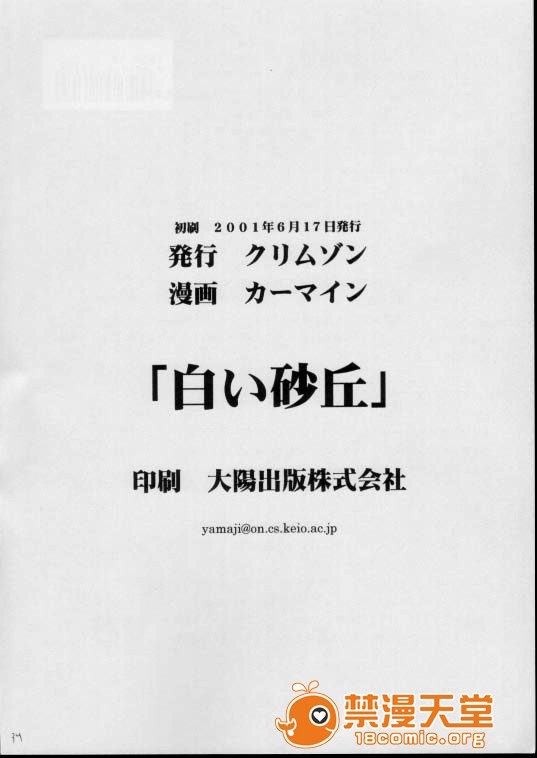 初刷　２００１年６月１７日発行
発行　クリムゾン
漫画　カーマイン
「白い砂丘」
印刷　大陽出版株式会社
yamaji@on.cs.keio.ac.jp
34
禁漫天堂
18comic.org